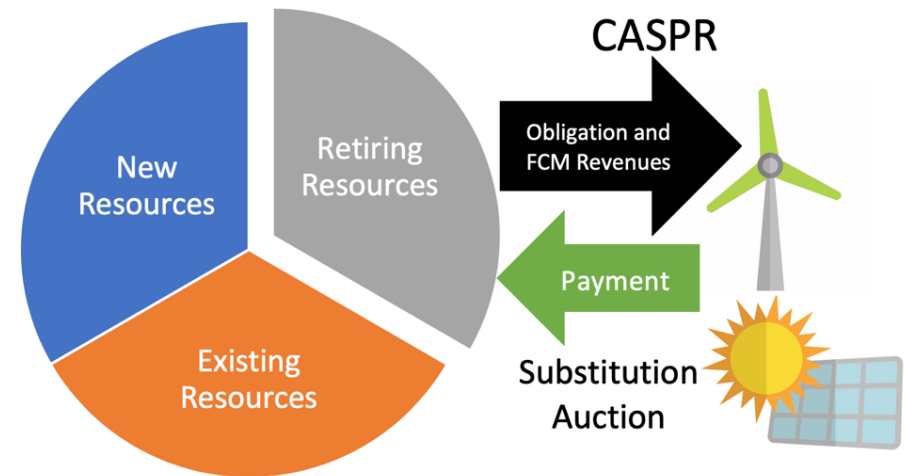 CASPR
New
Resources
Retiring
Resources
Obligation and
FCM Revenues
Payment
Existing
Resources
Substitution
Auction